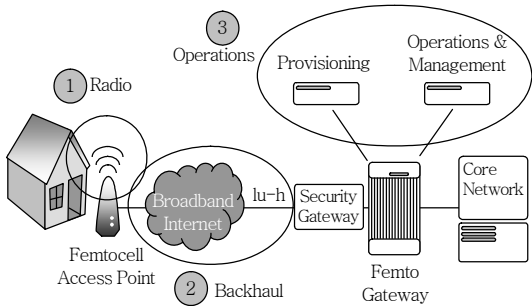 3
Operations
Provisioning
Operations &
Management
1
Radio
Broadband
Internet
lu-h
Security
Gateway
Core
Network
Femtocell
Access Point
2
Backhaul
Femto
Gateway